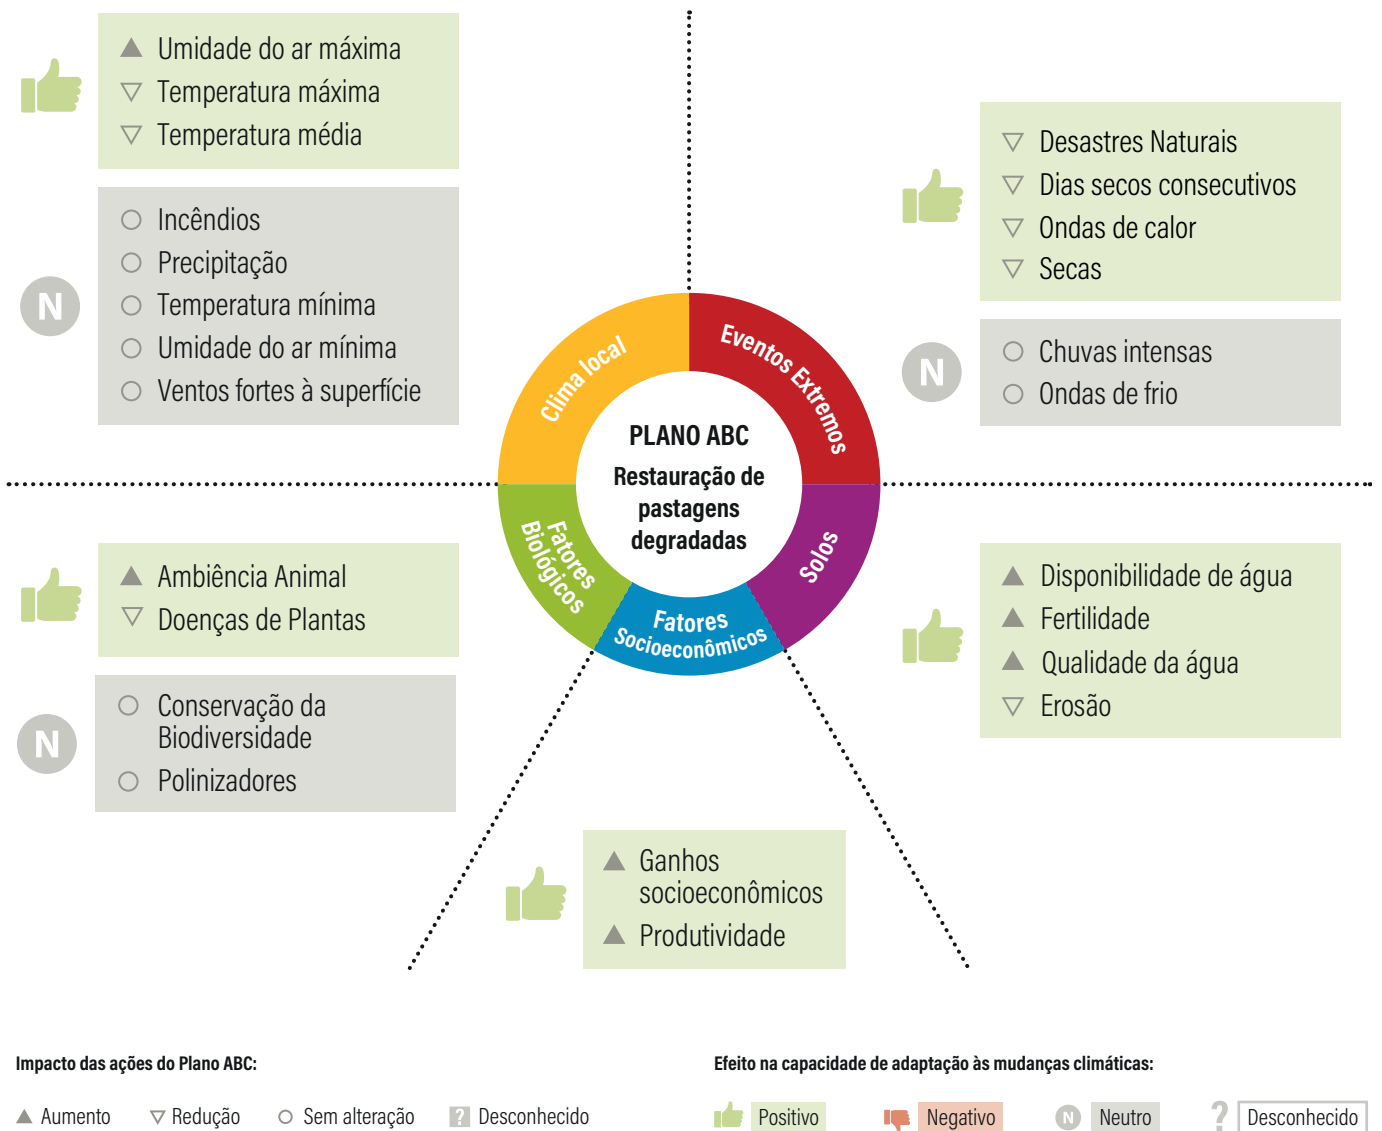 Umidade do ar máxima
Temperatura máxima
Temperatura média
N
Incêndios
Precipitação
Temperatura mínima
Umidade do ar mínima
Ventos fortes à superfície
Desastres Naturais
Dias secos consecutivos
Ondas de calor
Secas
N
Chuvas intensas
Ondas de frio
Clima local
Eventos Extremos
PLANO ABC
Restauração de
pastagens
degradadas
Fatores
Biológicos
Fatores
Socioeconômicos
Solos
Ambiência Animal
Doenças de Plantas
N
Conservação da
Biodiversidade
Polinizadores
Disponibilidade de água
Fertilidade
Qualidade da água
Erosão
Ganhos
socioeconômicos
Produtividade
Impacto das ações do Plano ABC:
Aumento
Redução
Sem alteração
? Desconhecido
Efeito na capacidade de adaptação às mudanças climáticas:
Positivo
Negativo
N Neutro
? Desconhecido